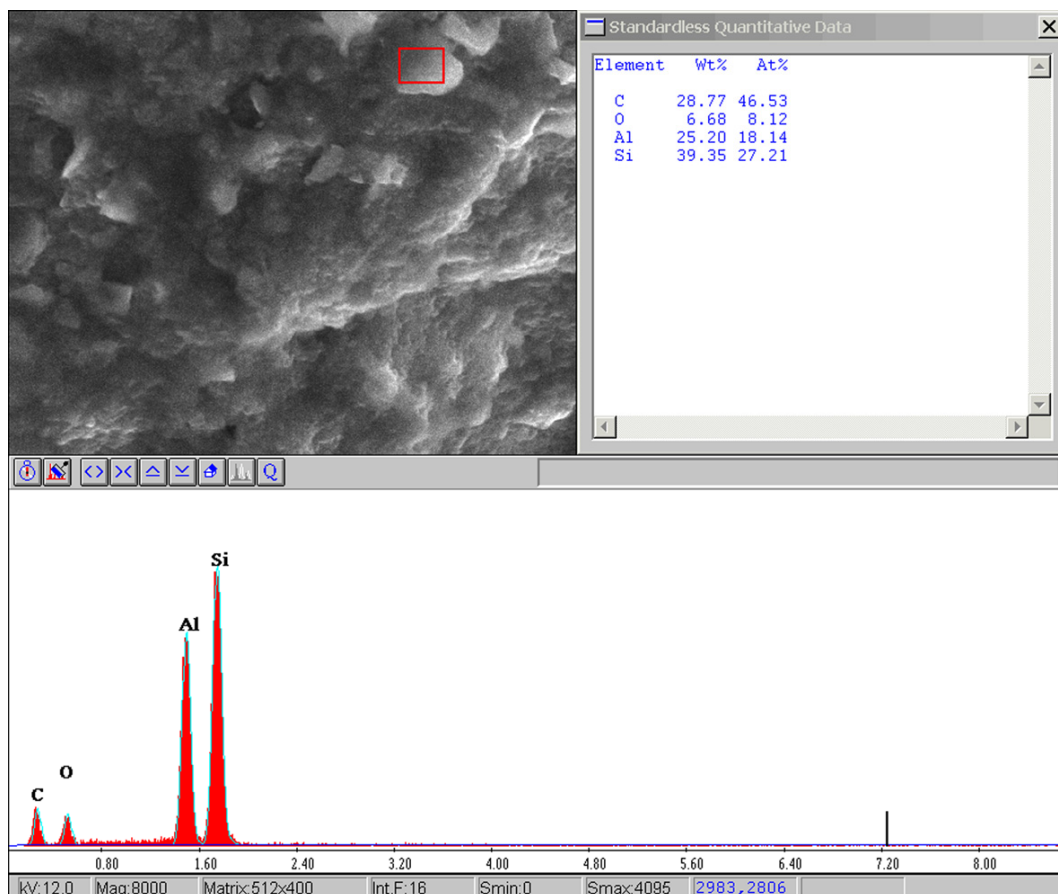 Standardless Quantitative Data
Element Wt% At%
C 28.77 46.53
O 6.68 8.12
Al 25.20 18.14
Si 39.35 27.21
Q
Si
Al
O
C
0.80 1.60 2.40 3.20 4.00 4.80 5.60 6.40 7.20 8.00
kV:12.0 Mag:8000 Matrix:512x400 Int.F:16 Smin:0 Smax:4095 2983,2806